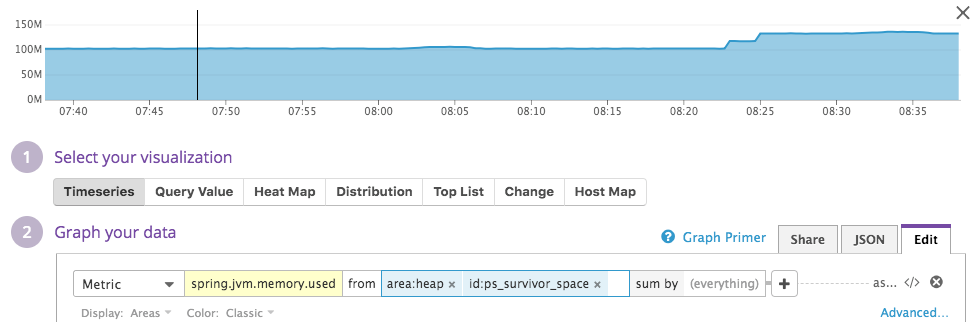 150M
100M
50M
0M
07:40 07:45 07:50 07:55 08:00 08:05 08:10 08:15 08:20 08:25 08:30 08:35
1 Select your visualization
Timeseries Query Value Heat Map Distribution Top List Change Host Map
2 Graph your data
? Graph Primer Share JSON Edit
Metric spring.jvm.memory.used from area:heap × id:ps_survivor_space × sum by (everything) + as... </> ×
Display: Areas Color: Classic Advanced...